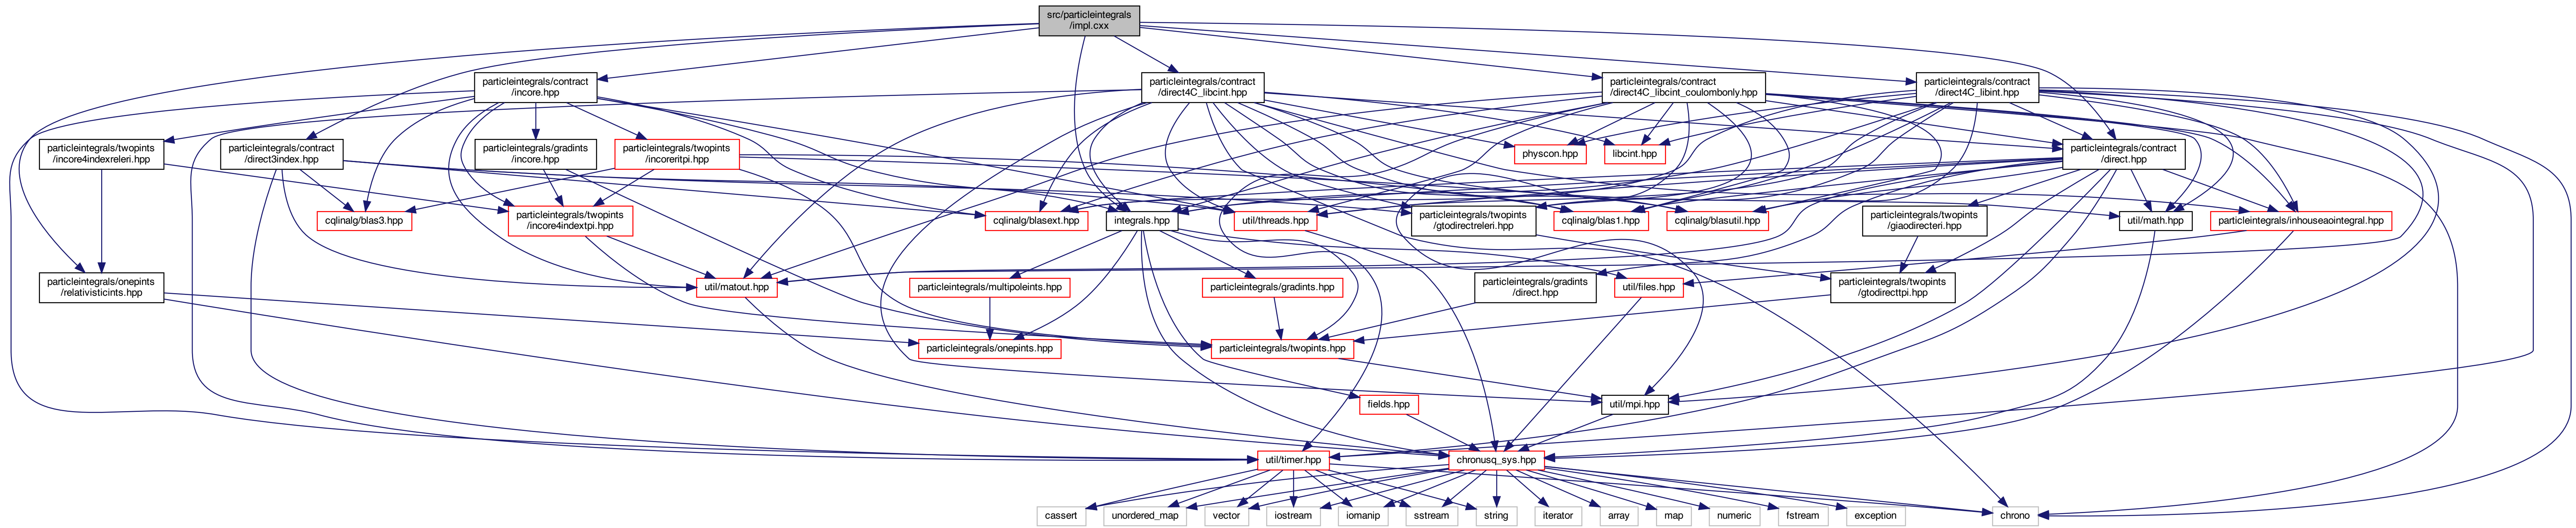 src/particleintegrals
/impl.cxx
particleintegrals/contract
/incore.hpp
particleintegrals/contract
/direct4C_libcint.hpp
particleintegrals/contract
/direct4C_libcint_coulombonly.hpp
particleintegrals/contract
/direct4C_libint.hpp
particleintegrals/twopints
/incore4indexreleri.hpp
particleintegrals/contract
/direct3index.hpp
particleintegrals/gradints
/incore.hpp
particleintegrals/twopints
/incoreritpi.hpp
physcon.hpp
libcint.hpp
particleintegrals/contract
/direct.hpp
cqlinalg/blas3.hpp
particleintegrals/twopints
/incore4indextpi.hpp
integrals.hpp
cqlinalg/blasext.hpp
util/threads.hpp
particleintegrals/twopints
/gtodirectreleri.hpp
cqlinalg/blas1.hpp
cqlinalg/blasutil.hpp
particleintegrals/twopints
/giaodirecteri.hpp
util/math.hpp
particleintegrals/inhouseaointegral.hpp
particleintegrals/onepints
/relativisticints.hpp
util/matout.hpp
particleintegrals/multipoleints.hpp
particleintegrals/gradints.hpp
particleintegrals/gradints
/direct.hpp
util/files.hpp
particleintegrals/twopints
/gtodirecttpi.hpp
particleintegrals/onepints.hpp
particleintegrals/twopints.hpp
fields.hpp
util/mpi.hpp
util/timer.hpp
chronusq_sys.hpp
cassert
unordered_map
vector
iostream
iomanip
sstream
string
iterator
array
map
numeric
fstream
exception
chrono